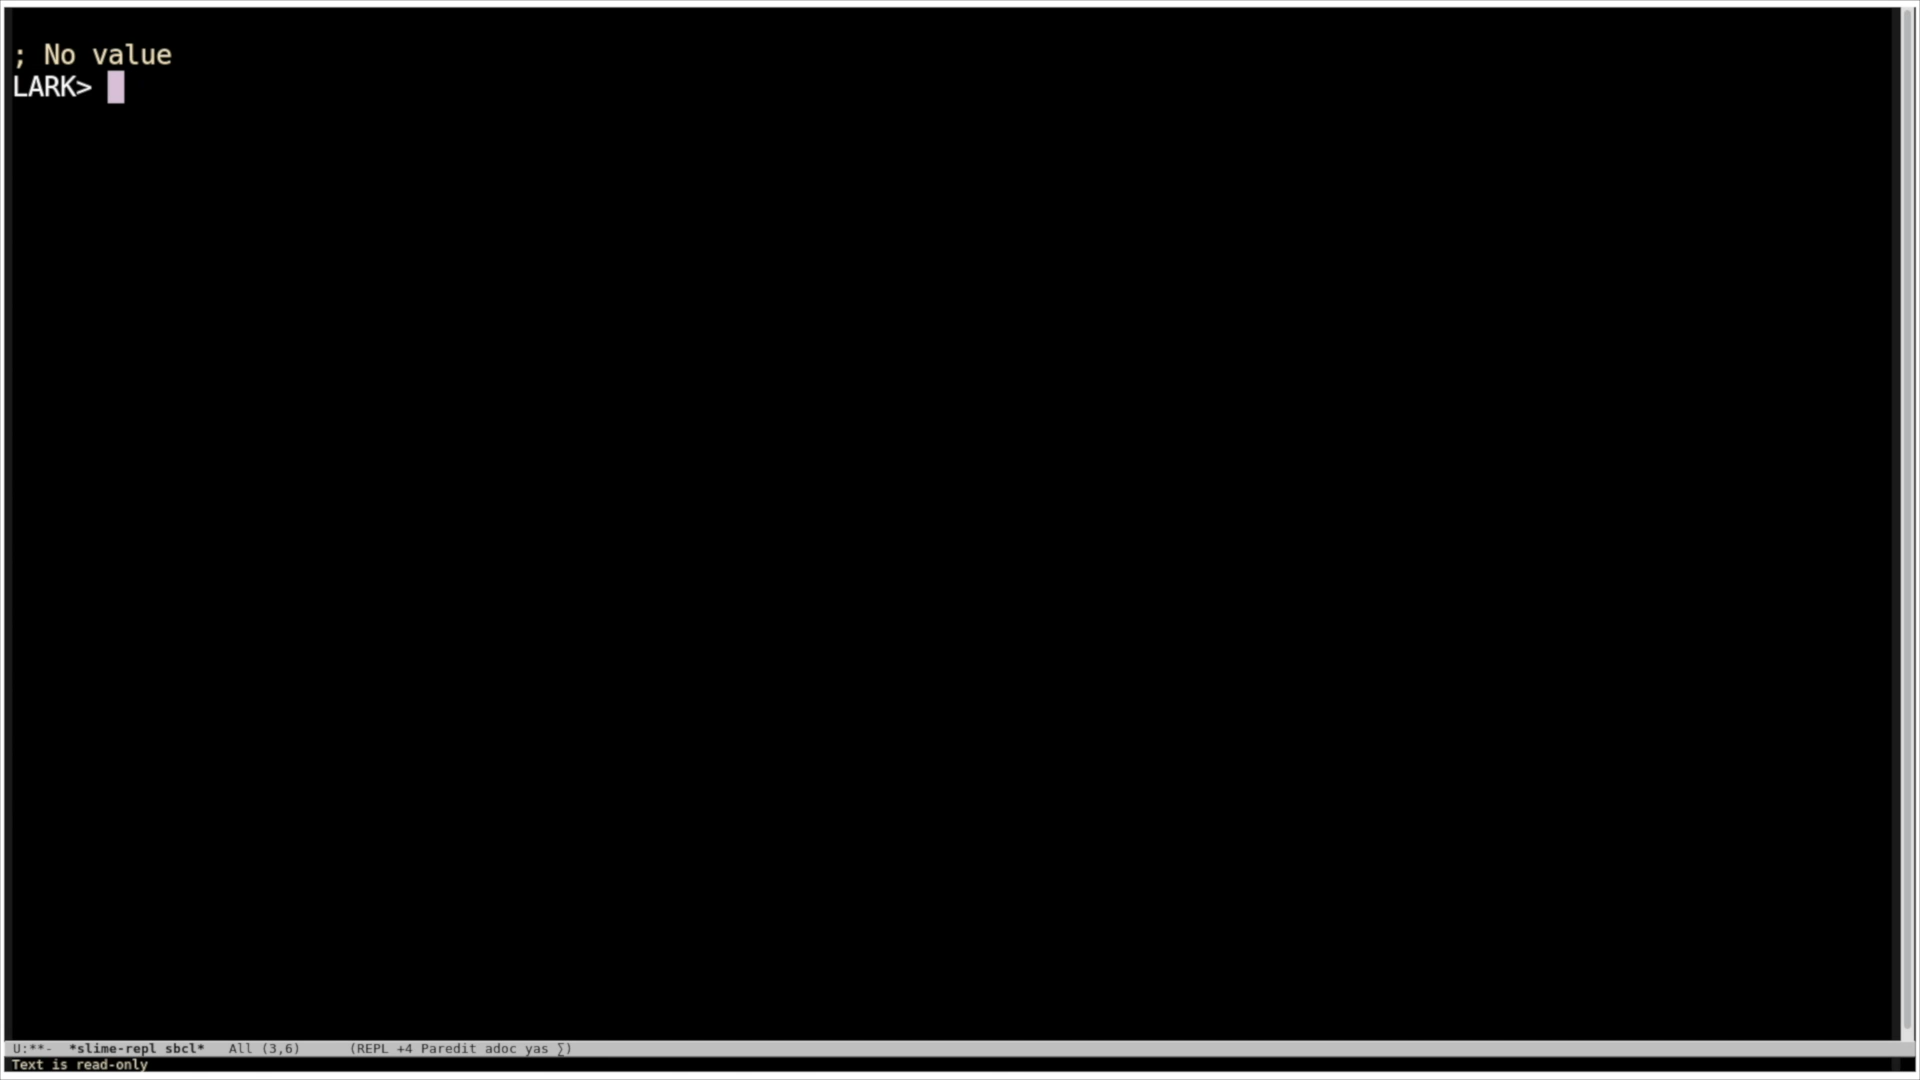 ; No value
LARK>
U:**-  *slime-repl sbcl*   All (3,6)      (REPL +4 Paredit adoc yas ∑)
Text is read-only